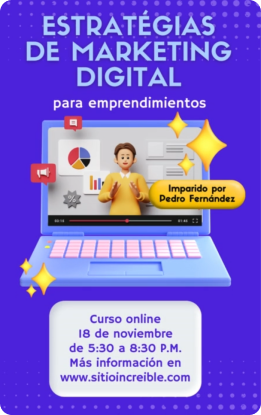 ESTRATÉGIAS
DE MARKETING
DIGITAL
para emprendimientos
Impartido por
Pedro Fernández
Curso online
18 de noviembre
de 5:30 a 8:30 P.M.
Más información en
www.sitioincreible.com